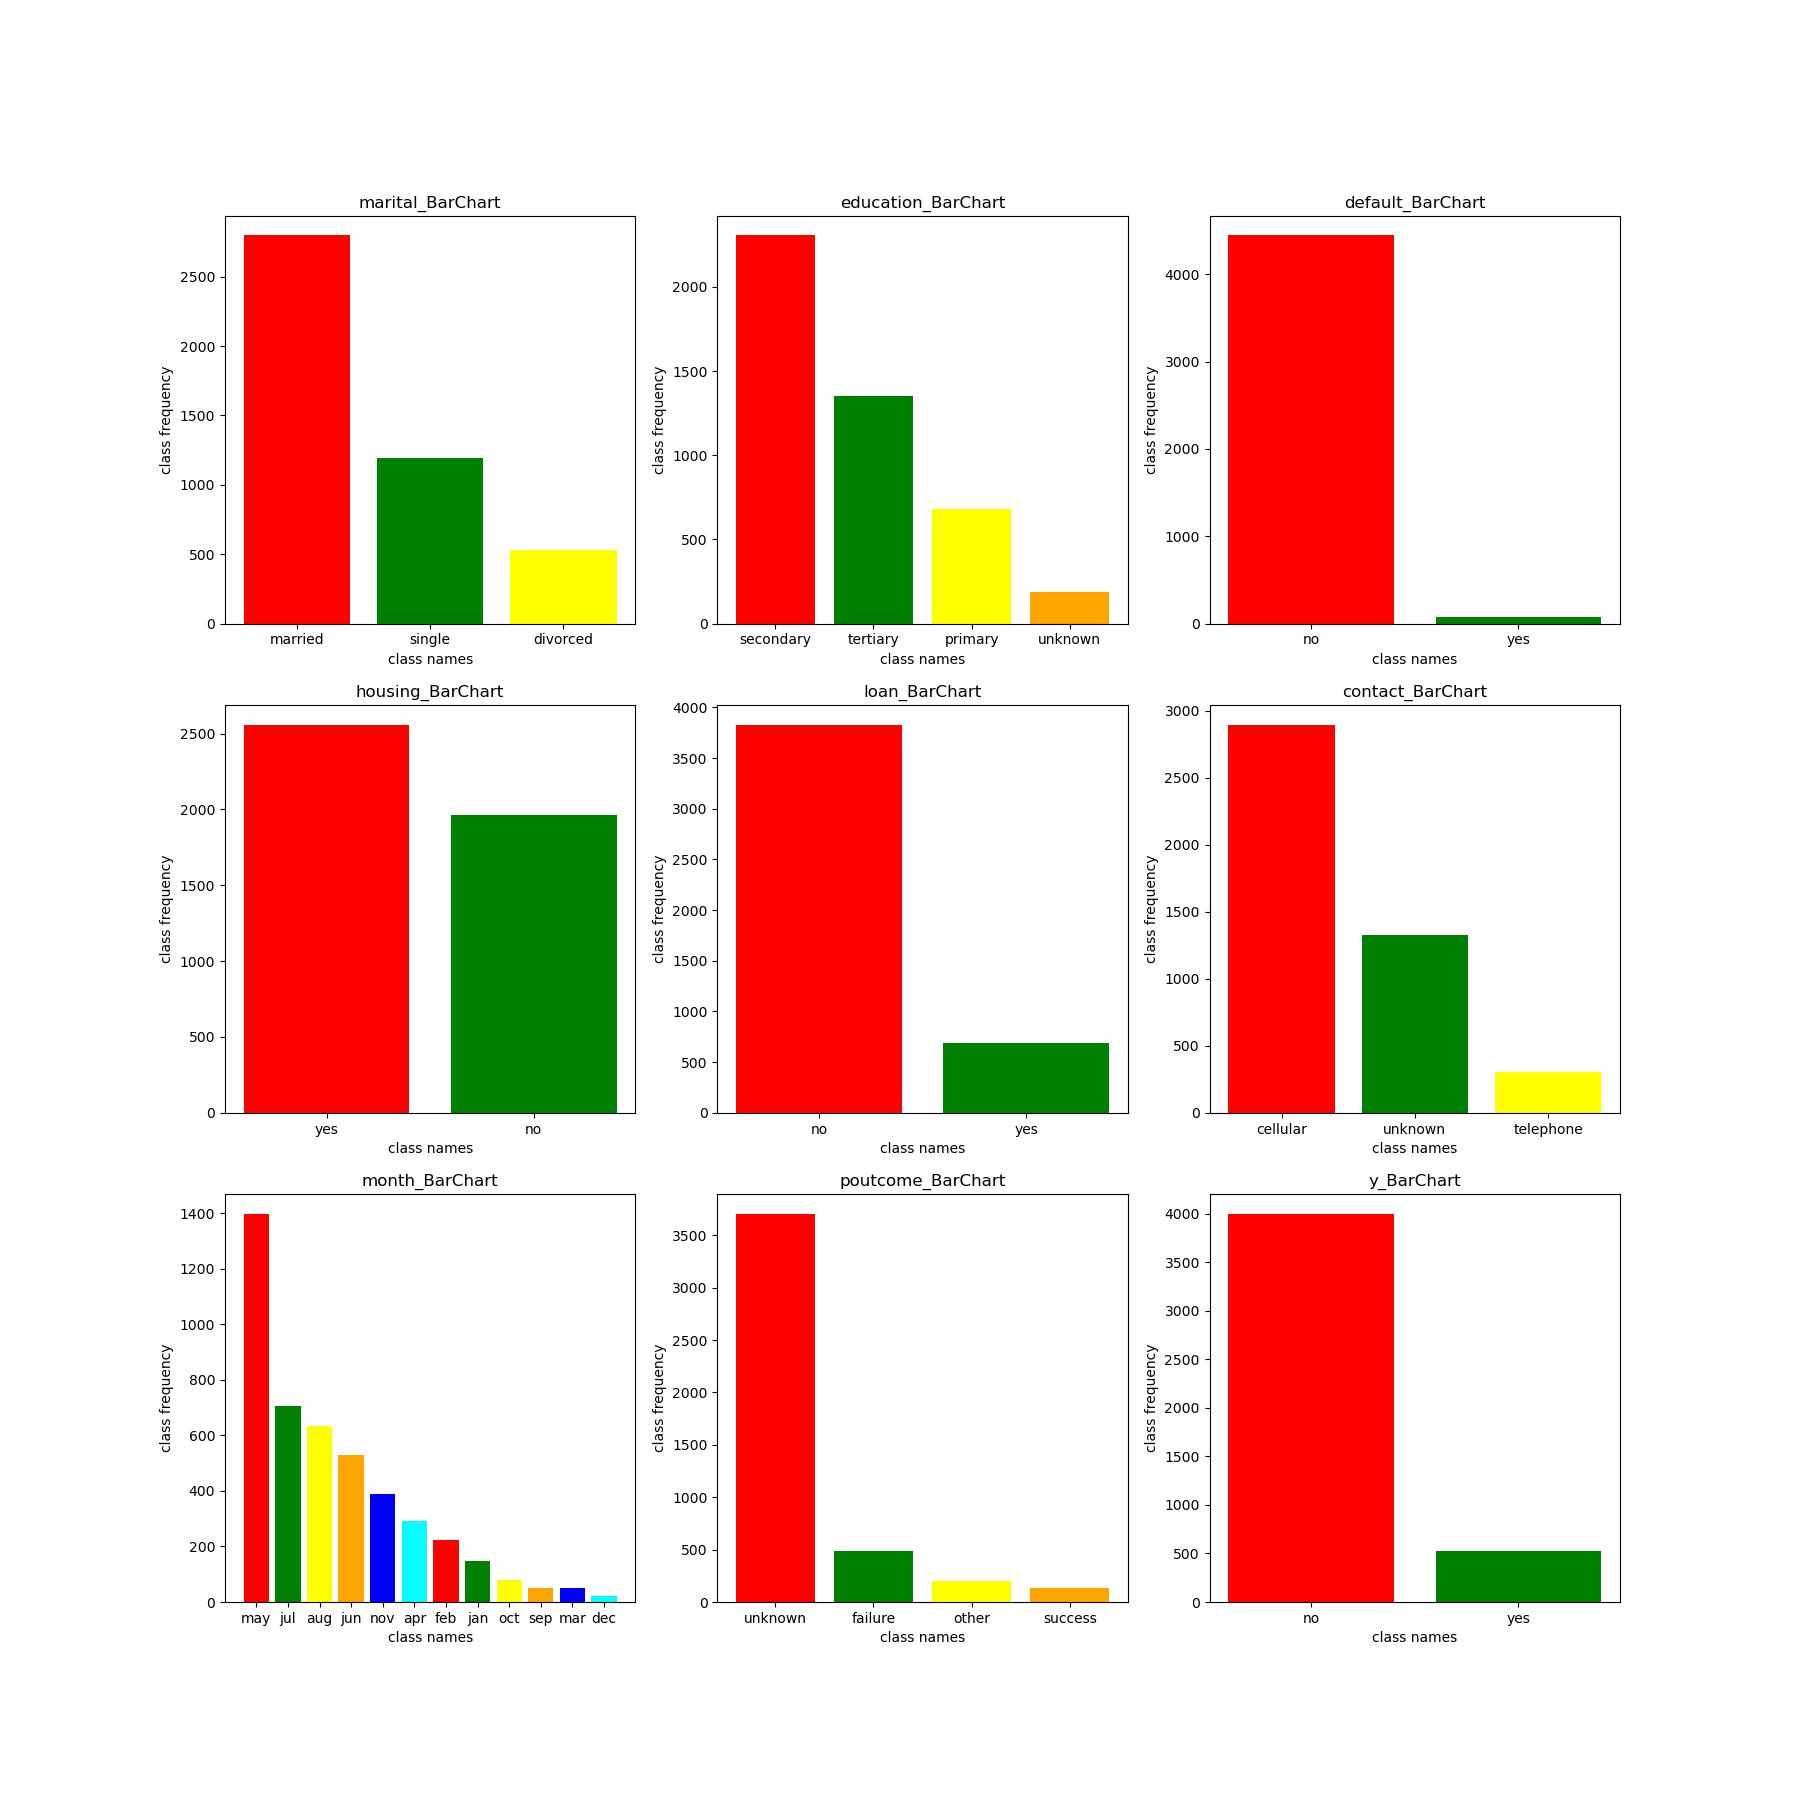 marital_BarChart
class frequency
2500
2000
1500
1000
500
0
married single divorced
class names
education_BarChart
class frequency
2000
1500
1000
500
0
secondary tertiary primary unknown
class names
default_BarChart
class frequency
4000
3000
2000
1000
0
no yes
class names
housing_BarChart
class frequency
2500
2000
1500
1000
500
0
yes no
class names
loan_BarChart
class frequency
4000
3500
3000
2500
2000
1500
1000
500
0
no yes
class names
contact_BarChart
class frequency
3000
2500
2000
1500
1000
500
0
cellular unknown telephone
class names
month_BarChart
class frequency
1400
1200
1000
800
600
400
200
0
may jul aug jun nov apr feb jan oct sep mar dec
class names
poutcome_BarChart
class frequency
3500
3000
2500
2000
1500
1000
500
0
unknown failure other success
class names
y_BarChart
class frequency
4000
3500
3000
2500
2000
1500
1000
500
0
no yes
class names